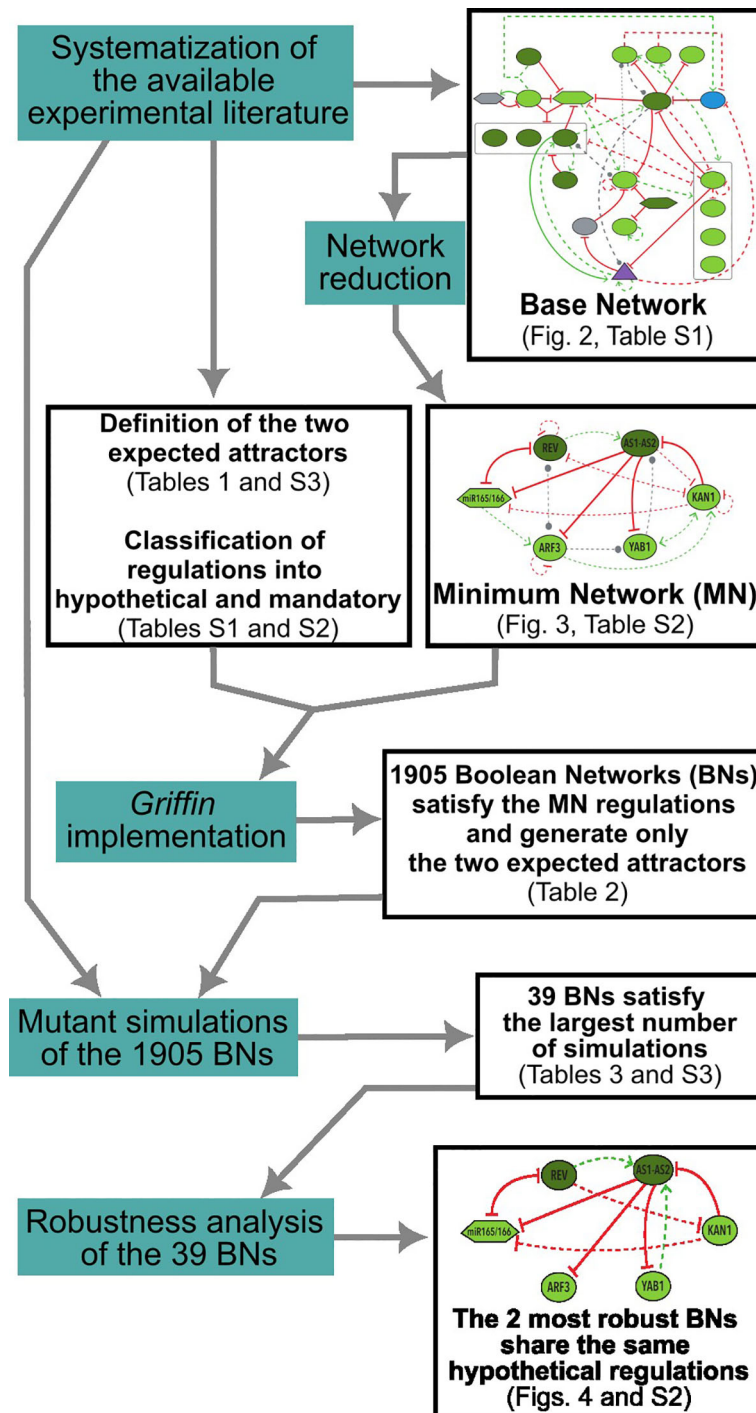 Systematization of
the available
experimental literature
Base Network
(Fig. 2, Table S1)
Network
reduction
Definition of the two
expected attractors
(Tables 1 and S3)
Classification of
regulations into
hypothetical and mandatory
(Tables S1 and S2)
REV
AS1-AS2
miR165/166
KAN1
ARF3
YAB1
Minimum Network (MN)
(Fig. 3, Table S2)
Griffin
implementation
1905 Boolean Networks (BNs)
satisfy the MN regulations
and generate only
the two expected attractors
(Table 2)
Mutant simulations
of the 1905 BNs
39 BNs satisfy
the largest number
of simulations
(Tables 3 and S3)
Robustness analysis
of the 39 BNs
REV
AS1-AS2
miR165/166
KAN1
ARF3
YAB1
The 2 most robust BNs
share the same
hypothetical regulations
(Figs. 4 and S2)